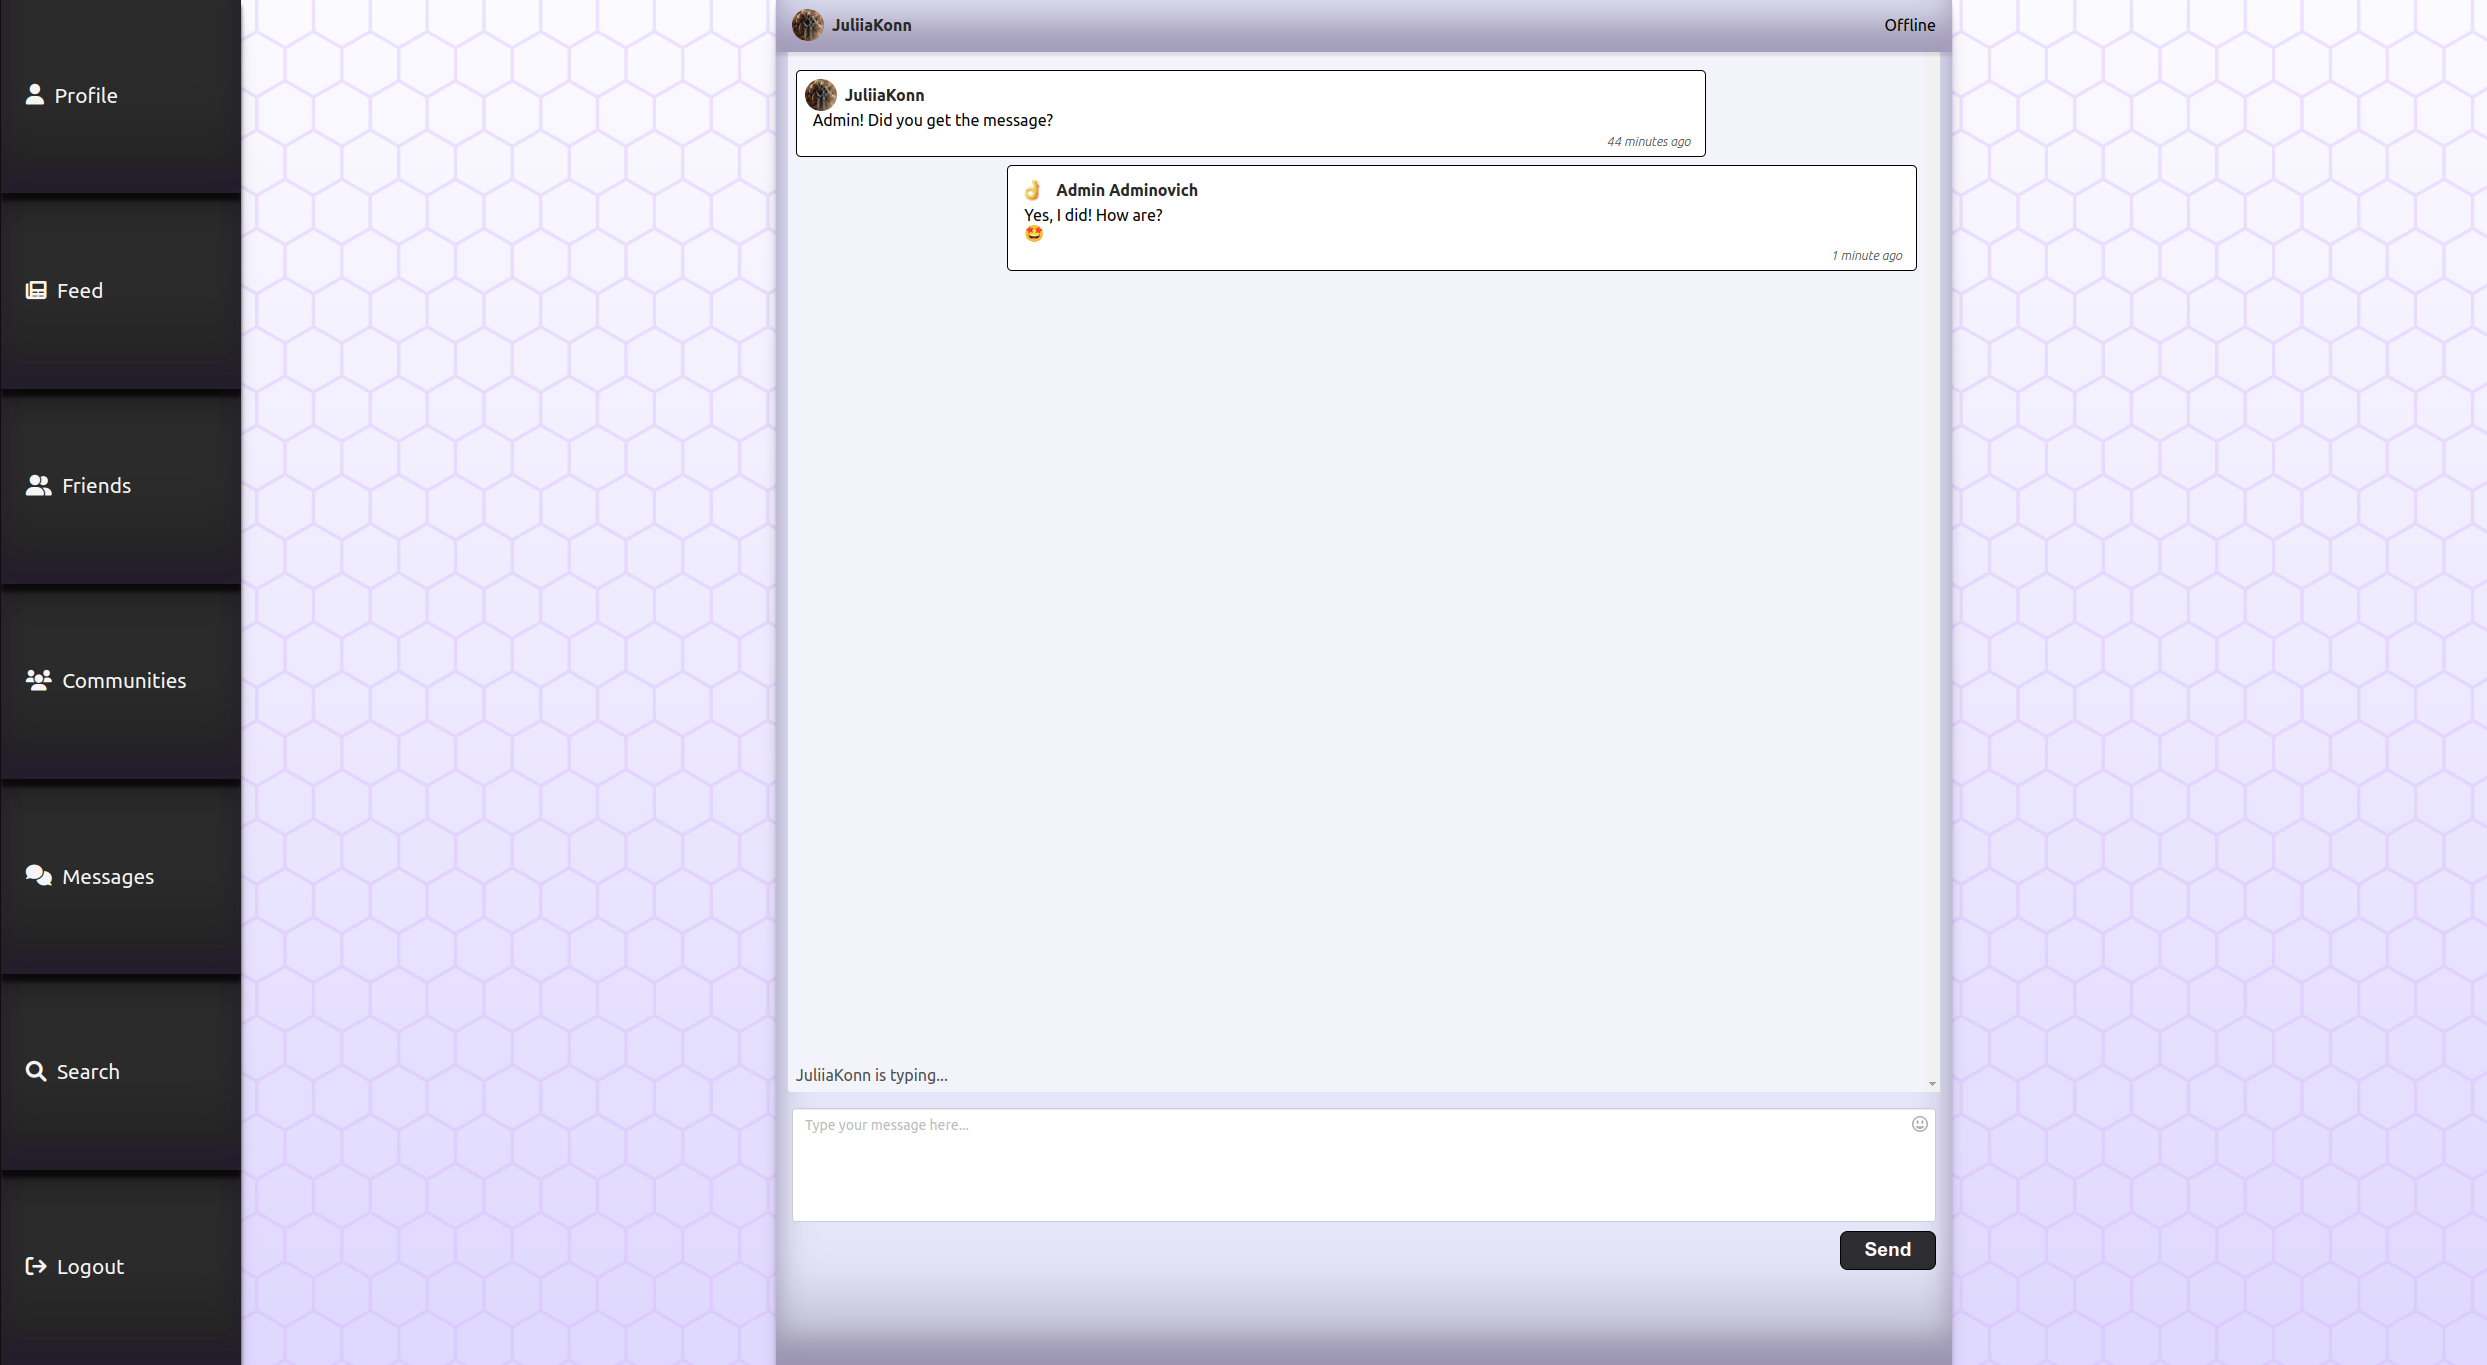 Profile
Feed
Friends
Communities
Messages
Search
Logout
JuliiaKonn
Offline
JuliiaKonn
Admin! Did you get the message?
44 minutes ago
👌 Admin Adminovich
Yes, I did! How are?
🤩
1 minute ago
JuliiaKonn is typing...
Type your message here...
Send